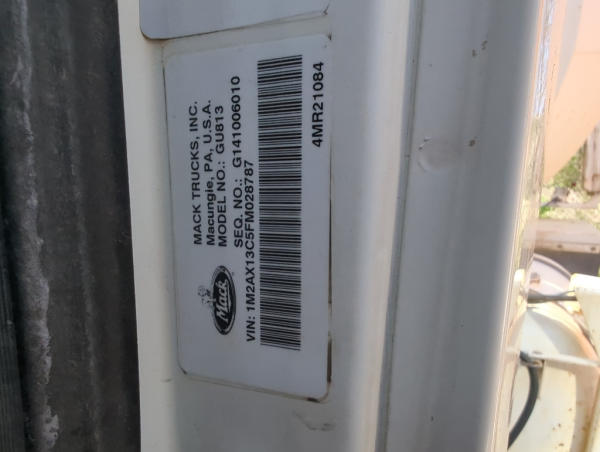 MACK TRUCKS, INC.
Macungie, PA, U.S.A.
MODEL NO.: GU813
SEQ. NO.: G141006010
Mack
VIN: 1M2AX13C5FM028787
4MR21084